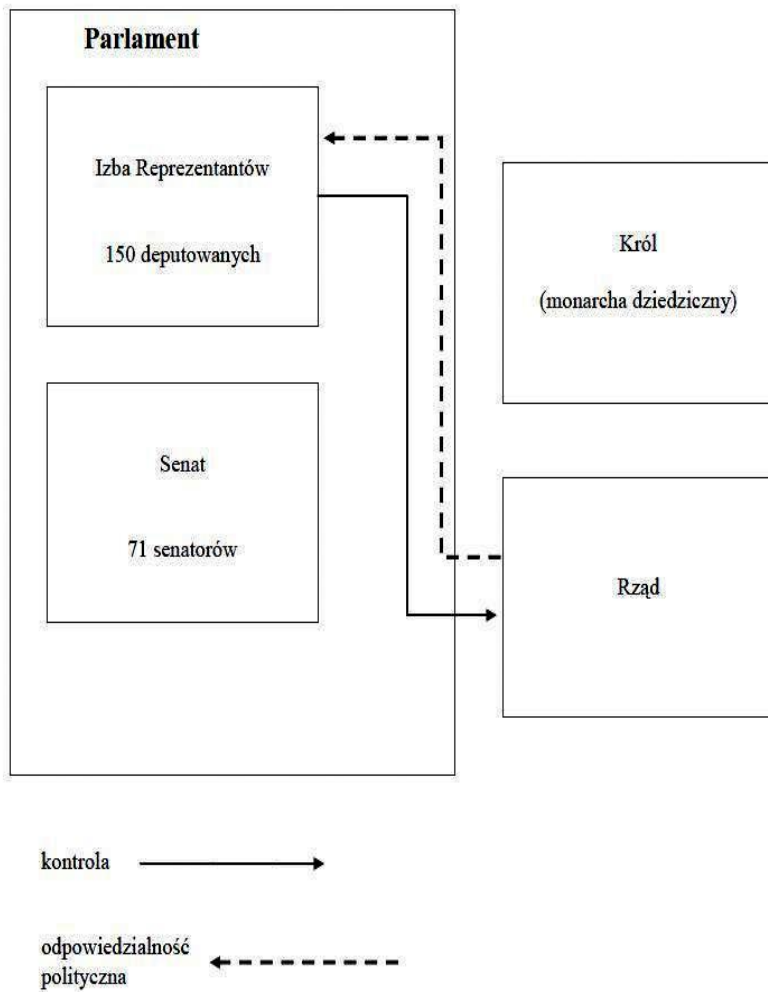 Parlament
Izba Reprezentantów
150 deputowanych
Król
(monarcha dziedziczny)
Senat
71 senatorów
Rząd
kontrola
odpowiedzialność
polityczna